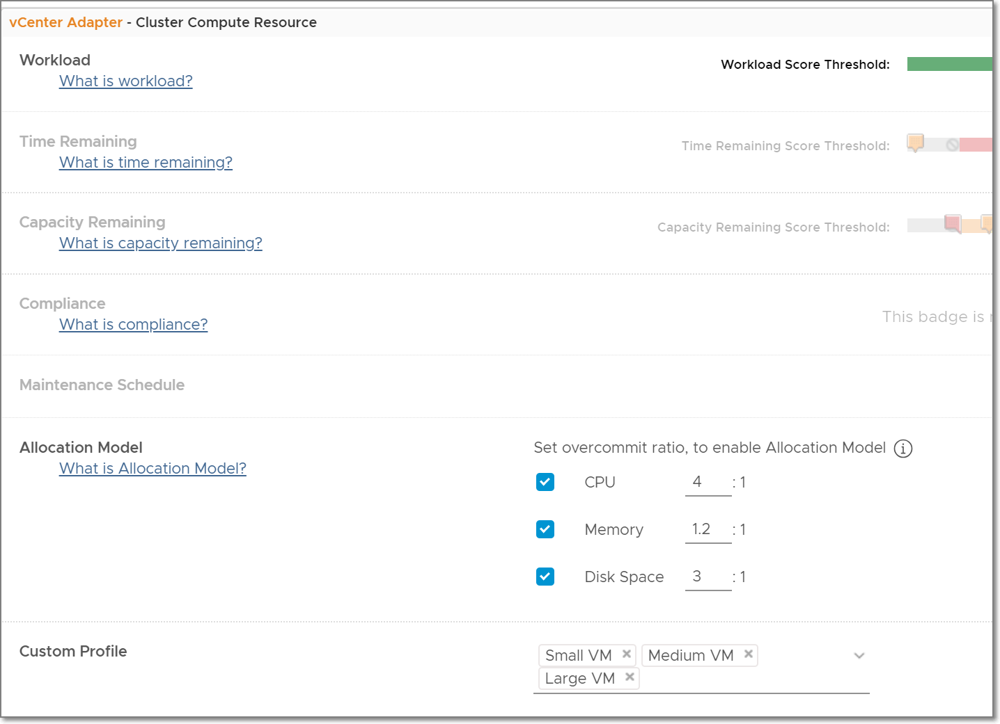 vCenter Adapter - Cluster Compute Resource
Workload
Workload Score Threshold:
What is workload?
Time Remaining
Time Remaining Score Threshold:
What is time remaining?
Capacity Remaining
Capacity Remaining Score Threshold:
What is capacity remaining?
Compliance
What is compliance?
This badge is
Maintenance Schedule
Allocation Model
Set overcommit ratio, to enable Allocation Model
What is Allocation Model?
CPU 4 : 1
Memory 1.2 : 1
Disk Space 3 : 1
Custom Profile
Small VM Medium VM
Large VM